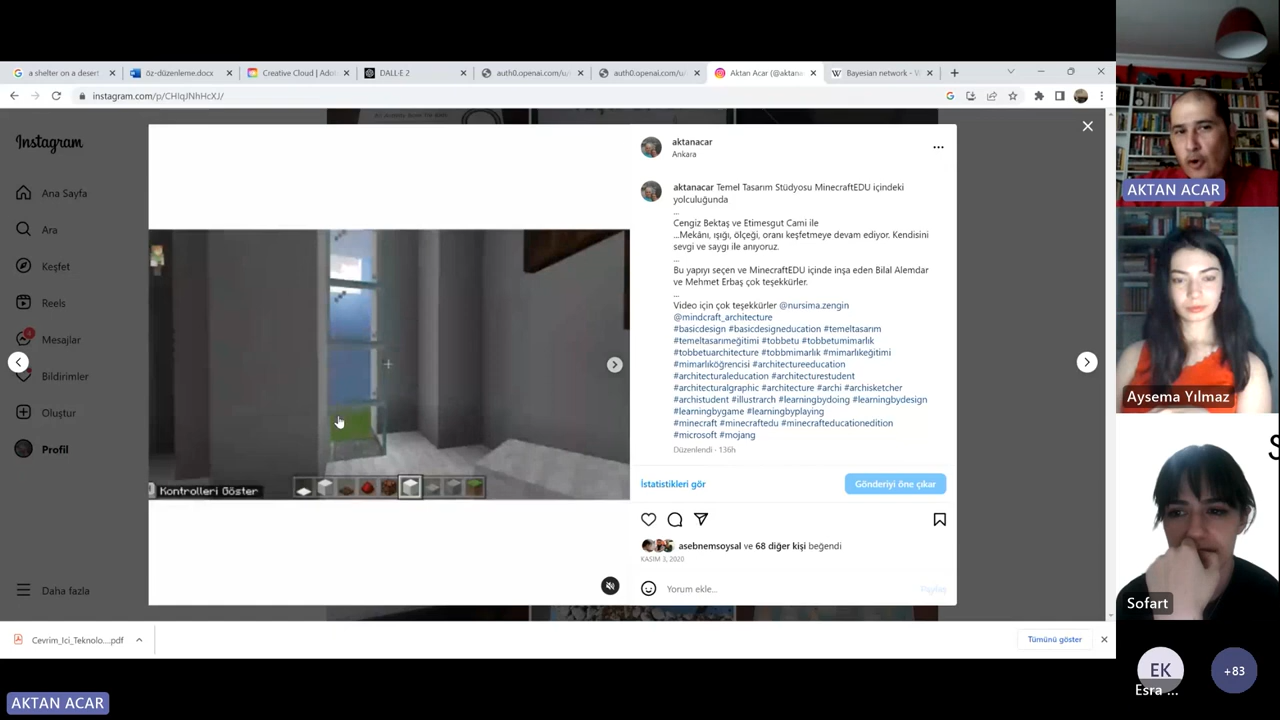 a shelter on a desert
öz-düzenleme.docx
Creative Cloud | Ado
DALL·E 2
auth0.openai.com/u/
auth0.openai.com/u/
Aktan Acar (@aktana
Bayesian network - W
instagram.com/p/CHIqJNhHcXJ/
Instagram
Ana Sayfa
Ara
Keşfet
Reels
4
Mesajlar
Bildirimler
Oluştur
Profil
Daha fazla
Kontrolleri Göster
aktanacar
Ankara
aktanacar Temel Tasarım Stüdyosu MinecraftEDU içindeki
yolculuğunda
...
Cengiz Bektaş ve Etimesgut Cami ile
...Mekânı, ışığı, ölçeği, oranı keşfetmeye devam ediyor. Kendisini
sevgi ve saygı ile anıyoruz.
...
Bu yapıyı seçen ve MinecraftEDU içinde inşa eden Bilal Alemdar
ve Mehmet Erbaş çok teşekkürler.
...
Video için çok teşekkürler @nursima.zengin
@mindcraft_architecture
#basicdesign #basicdesigneducation #temeltasarım
#temeltasarımeğitimi #tobbetu #tobbetumimarlık
#tobbetuarchitecture #tobbmimarlık #mimarlıkeğitimi
#mimarlıköğrencisi #architectureeducation
#architecturaleducation #architecturestudent
#architecturalgraphic #architecture #archi #archisketcher
#archistudent #illustrarch #learningbydoing #learningbydesign
#learningbygame #learningbyplaying
#minecraft #minecraftedu #minecrafteducationedition
#microsoft #mojang
Düzenlendi · 136h
İstatistikleri gör
Gönderiyi öne çıkar
asebnemsoysal ve 68 diğer kişi beğendi
KASIM 3, 2020
Yorum ekle...
Paylaş
Cevrim_Ici_Teknolo....pdf
Tümünü göster
AKTAN ACAR
AKTAN ACAR
Aysema Yılmaz
S
Sofart
EK
Esra ...
+83